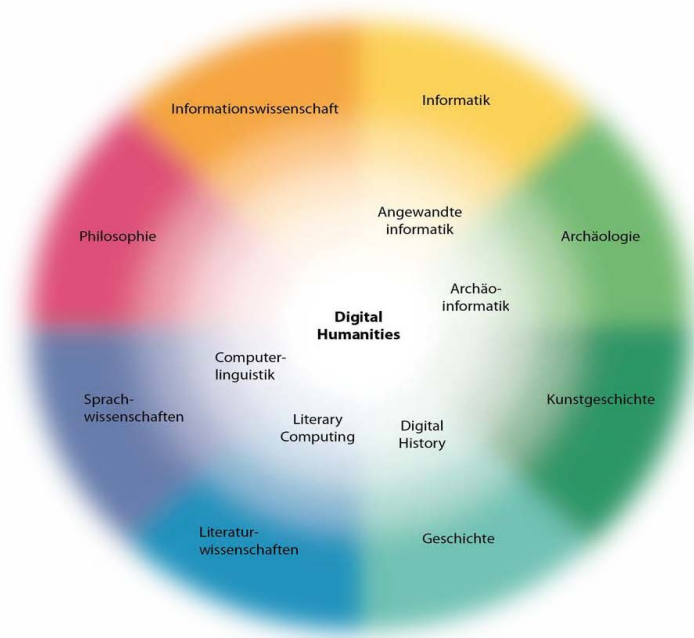 Informationswissenschaft
Informatik
Angewandte
informatik
Philosophie
Archäologie
Archäo-
informatik
Digital
Humanities
Computer-
linguistik
Sprach-
wissenschaften
Kunstgeschichte
Literary
Computing
Digital
History
Literatur-
wissenschaften
Geschichte